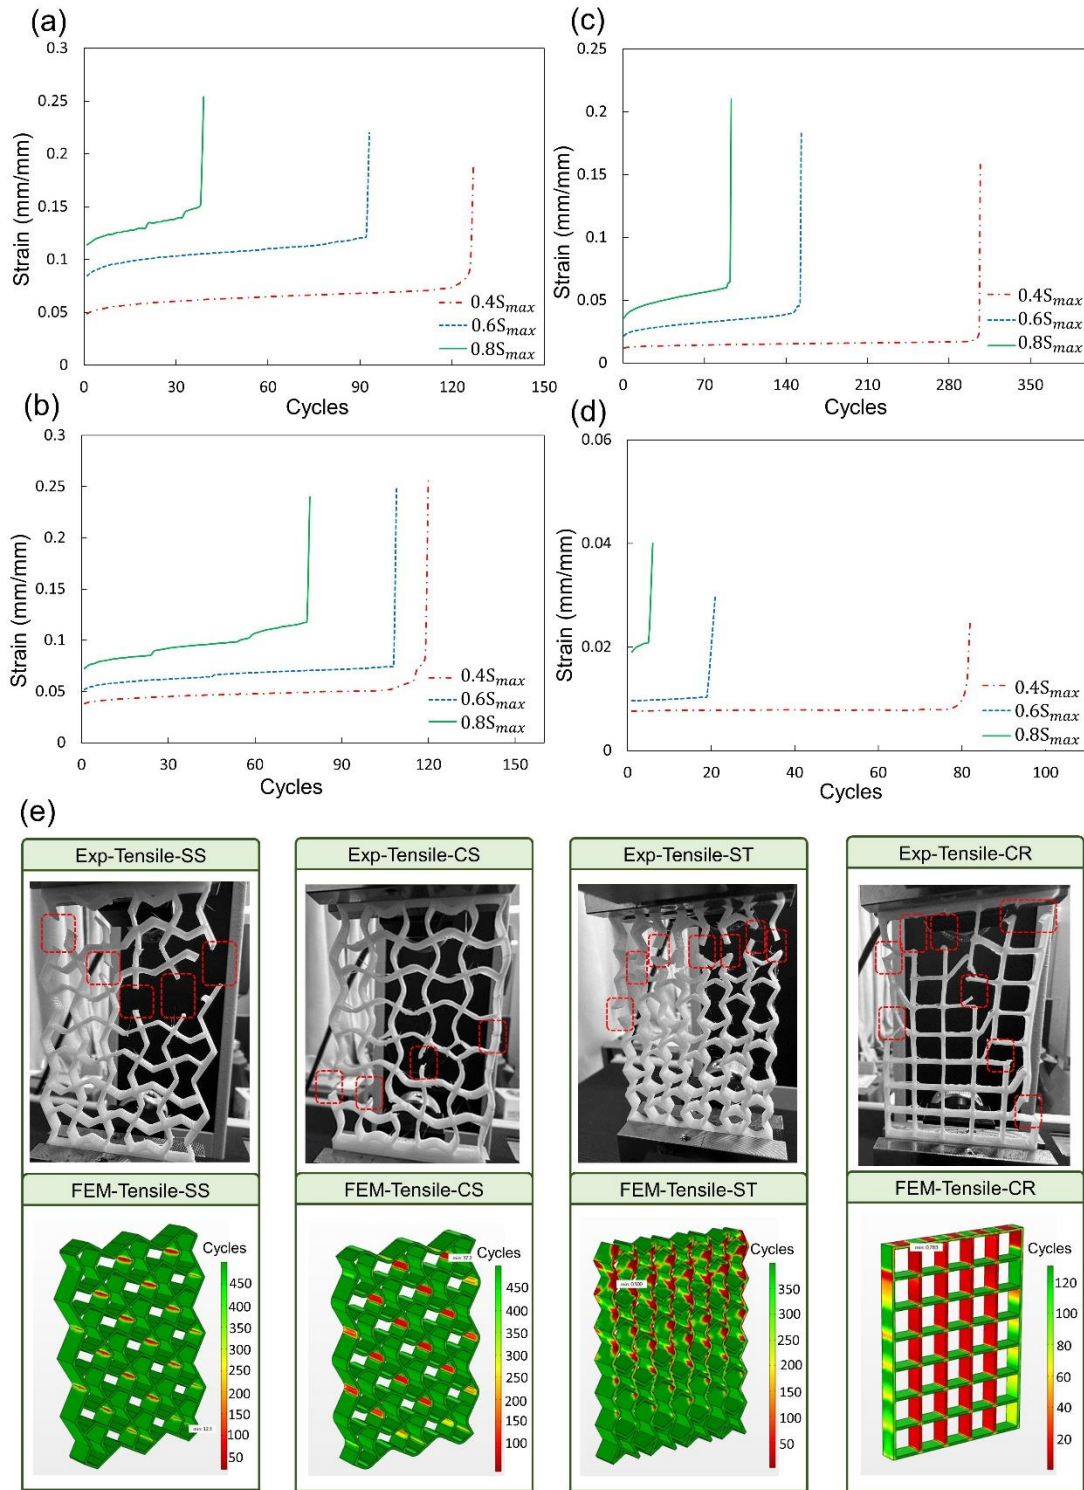 (a)
0.3
0.25
0.2
0.15
0.1
0.05
0
Strain (mm/mm)
0.4Smax
0.6Smax
0.8Smax
0
30
60
90
120
150
Cycles
(c)
0.25
0.2
0.15
0.1
0.05
0
Strain (mm/mm)
0.4Smax
0.6Smax
0.8Smax
0
70
140
210
280
350
Cycles
(b)
0.3
0.25
0.2
0.15
0.1
0.05
0
Strain (mm/mm)
0.4Smax
0.6Smax
0.8Smax
0
30
60
90
120
150
Cycles
(d)
0.06
0.04
0.02
0
Strain (mm/mm)
0.4Smax
0.6Smax
0.8Smax
0
20
40
60
80
100
Cycles
(e)
Exp-Tensile-SS
Exp-Tensile-CS
Exp-Tensile-ST
Exp-Tensile-CR
FEM-Tensile-SS
Cycles
450
400
350
300
250
200
150
100
50
FEM-Tensile-CS
Cycles
450
400
350
300
250
200
150
100
FEM-Tensile-ST
Cycles
350
300
250
200
150
100
50
FEM-Tensile-CR
min: 0.783
Cycles
120
100
80
60
40
20